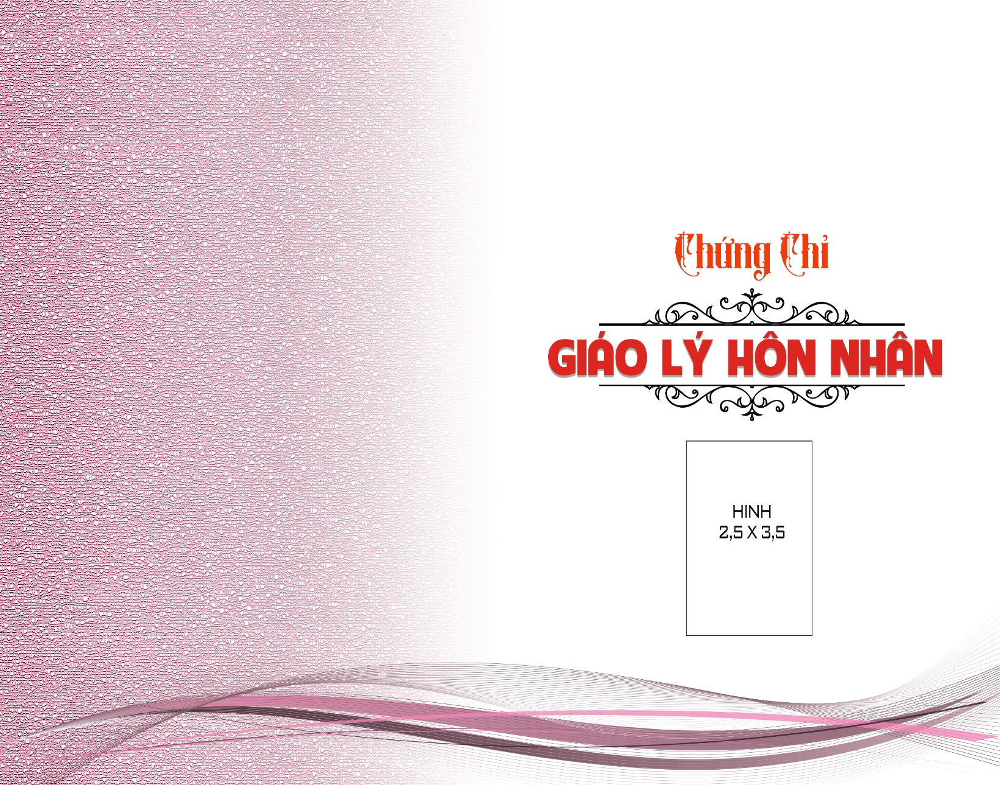 Chứng Chỉ
GIÁO LÝ HÔN NHÂN
HINH
2,5 X 3,5